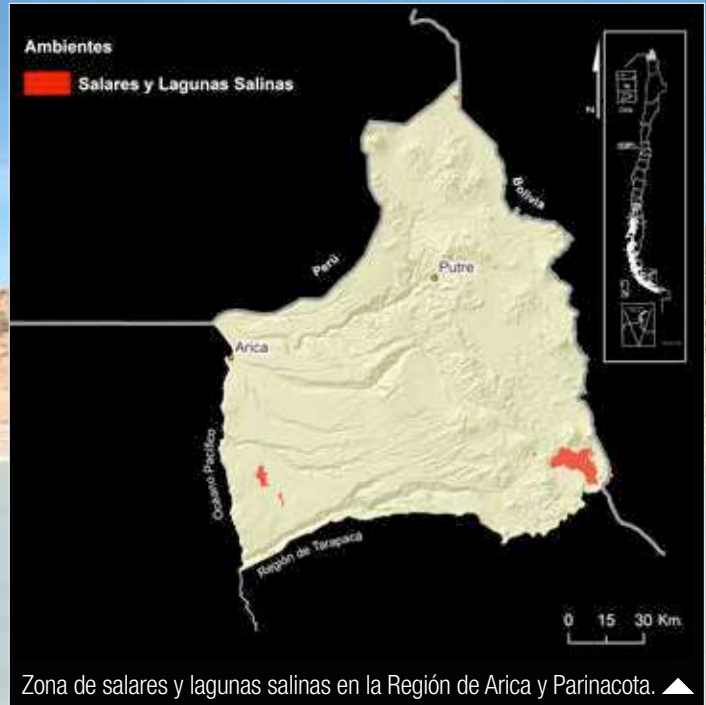 Ambientes
Salares y Lagunas Salinas
N
Bolivia
Perú
Putre
Arica
Océano Pacífico
Región de Tarapacá
0 15 30 Km.
Zona de salares y lagunas salinas en la Región de Arica y Parinacota.